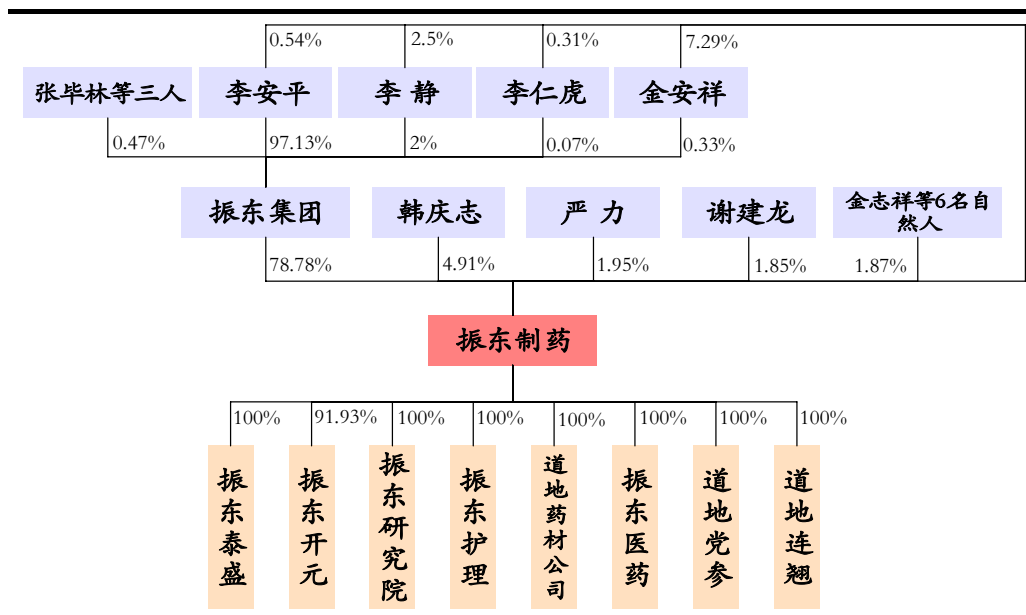 0.54%
2.5%
0.31%
7.29%
张毕林等三人
李安平
李 静
李仁虎
金安祥
0.47%
97.13%
2%
0.07%
0.33%
振东集团
韩庆志
严 力
谢建龙
金志祥等6名自
然人
78.78%
4.91%
1.95%
1.85%
1.87%
振东制药
100%
91.93%
100%
100%
100%
100%
100%
100%
振东泰盛
振东开元
振东研究院
振东护理
道地药材公司
振东医药
道地党参
道地连翘